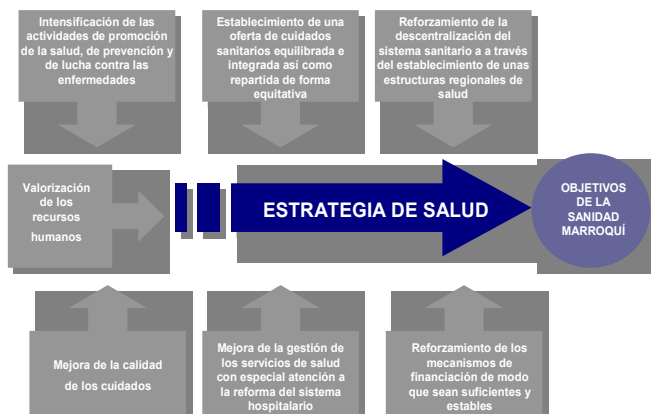 Intensificación de las
actividades de promoción
de la salud, de prevención y
de lucha contra las
enfermedades
Establecimiento de una
oferta de cuidados
sanitarios equilibrada e
integrada así como
repartida de forma
equitativa
Reforzamiento de la
descentralización del
sistema sanitario a a través
del establecimiento de unas
estructuras regionales de
salud
Valorización
de los
recursos
humanos
ESTRATEGIA DE SALUD
OBJETIVOS
DE LA
SANIDAD
MARROQUÍ
Mejora de la calidad
de los cuidados
Mejora de la gestión de
los servicios de salud
con especial atención a
la reforma del sistema
hospitalario
Reforzamiento de los
mecanismos de
financiación de modo
que sean suficientes y
estables